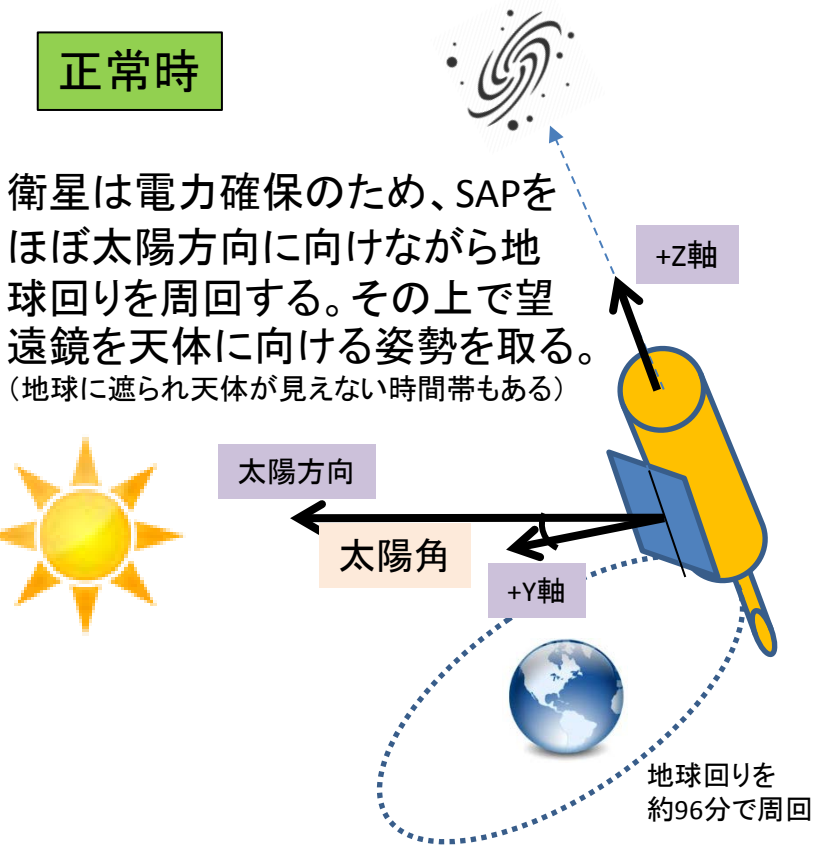 正常時
衛星は電力確保のため、SAPを
ほぼ太陽方向に向けながら地
球回りを周回する。その上で望
遠鏡を天体に向ける姿勢を取る。
（地球に遮られ天体が見えない時間帯もある）
+Z軸
太陽方向
太陽角
+Y軸
地球回りを
約96分で周回